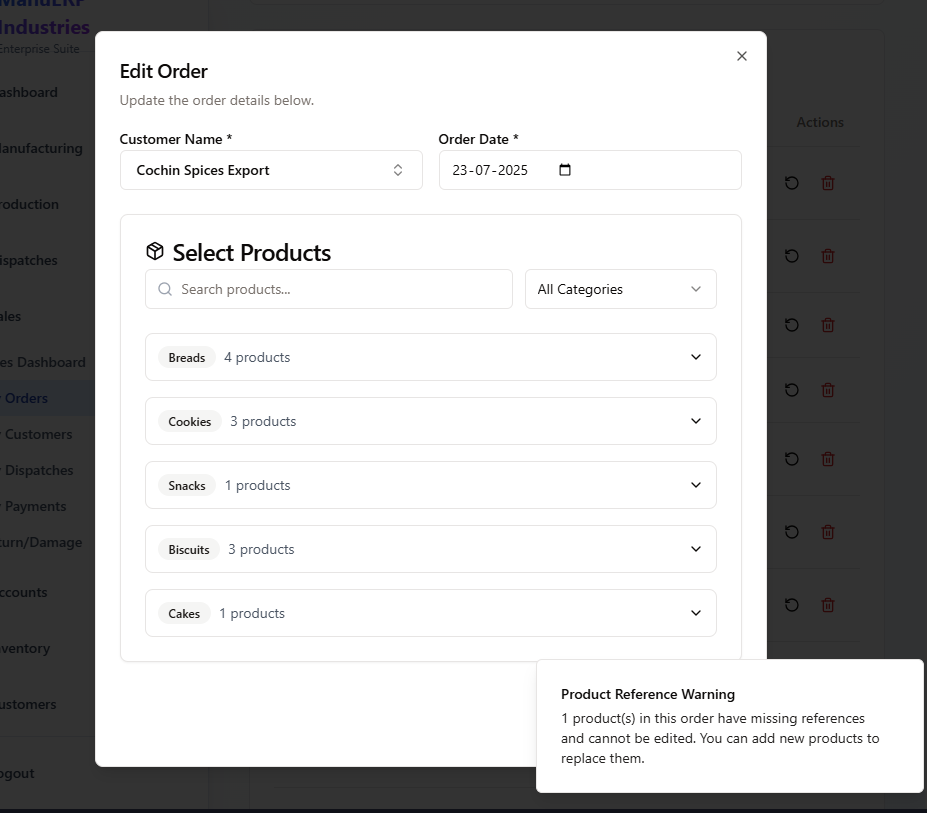 Industries
Enterprise Suite
ashboard
anufacturing
roduction
ispatches
ales
es Dashboard
Orders
Customers
Dispatches
Payments
turn/Damage
ccounts
ventory
ustomers
ogout
Actions
Edit Order
Update the order details below.
Customer Name *
Order Date *
Cochin Spices Export
23-07-2025
Select Products
Search products...
All Categories
Breads 4 products
Cookies 3 products
Snacks 1 products
Biscuits 3 products
Cakes 1 products
Product Reference Warning
1 product(s) in this order have missing references
and cannot be edited. You can add new products to
replace them.